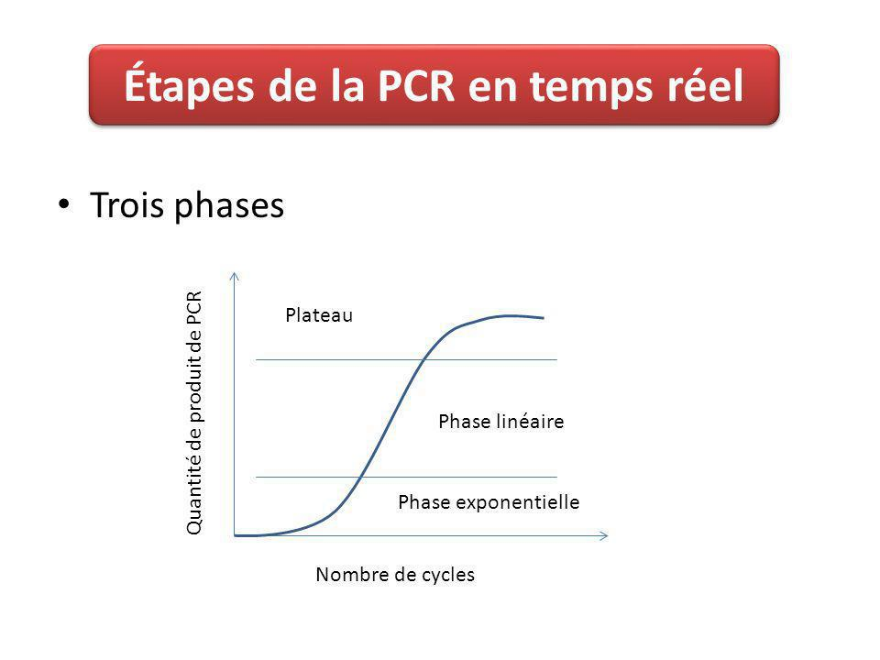 Étapes de la PCR en temps réel
• Trois phases
Quantité de produit de PCR
Plateau
Phase linéaire
Phase exponentielle
Nombre de cycles